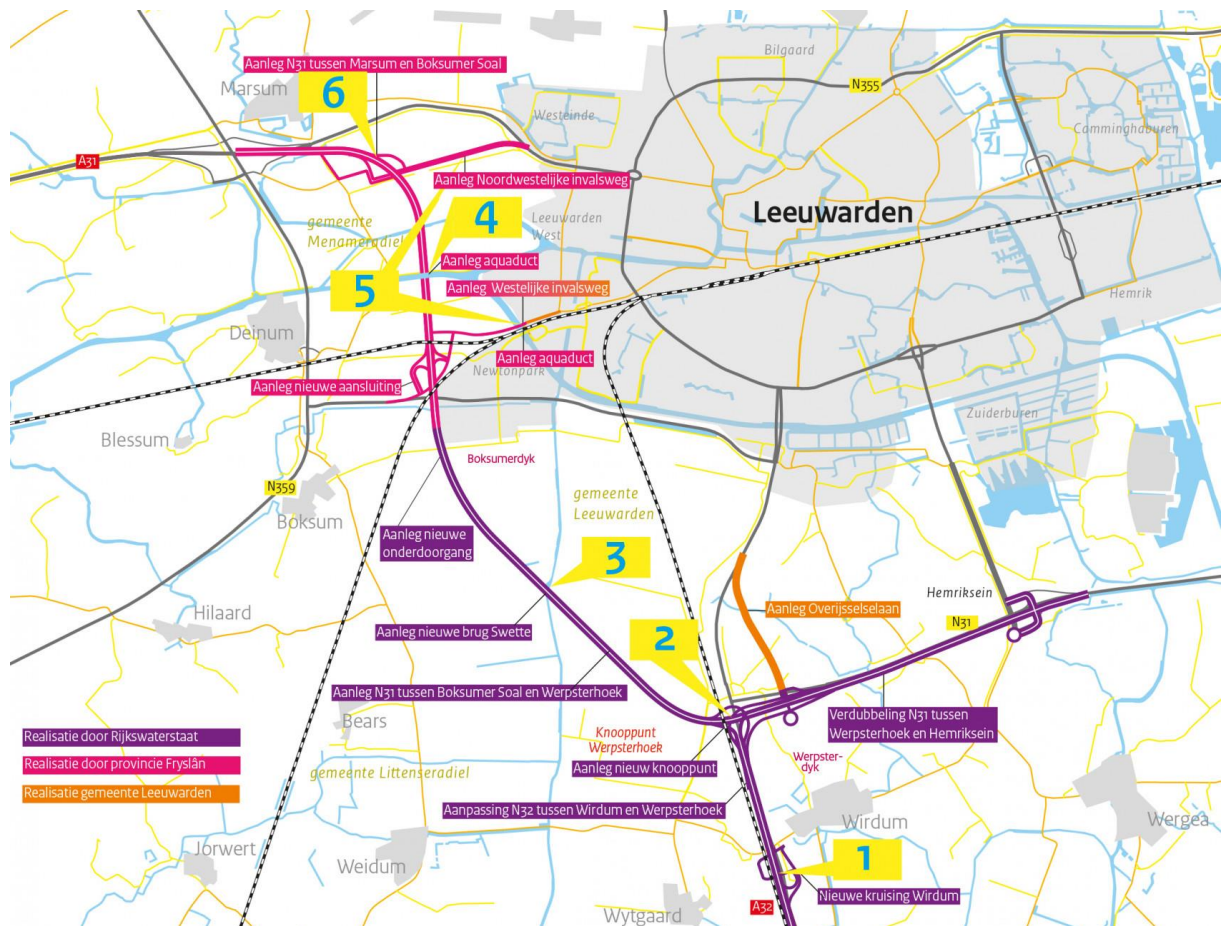 Bilgaard
Aanleg N31 tussen Marsum en Boksumer Soal
Marsum
6
N355
Westeinde
Camminghaburen
A31
Aanleg Noordwestelijke invalsweg
4
Leeuwarden
gemeente
Menameradiel
Leeuwarden
West
Aanleg aquaduct
5
Aanleg Westelijke invalsweg
Hemrik
Deinum
Aanleg aquaduct
Newtonpark
Aanleg nieuwe aansluiting
Zuiderburen
Blessum
Boksumerdyk
N359
Boksum
gemeente
Leeuwarden
Aanleg nieuwe
onderdoorgang
3
Hemriksein
Hilaard
Aanleg Overijsselselaan
N31
Aanleg nieuwe brug Swette
2
Aanleg N31 tussen Boksumer Soal en Werpsterhoek
Bears
Verdubbeling N31 tussen
Werpsterhoek en Hemriksein
Realisatie door Rijkswaterstaat
Knooppunt
Werpsterhoek
Realisatie door provincie Fryslân
Werpster-
dyk
gemeente Littenseradiel
Aanleg nieuw knooppunt
Realisatie gemeente Leeuwarden
Aanpassing N32 tussen Wirdum en Werpsterhoek
Wirdum
Wergea
Jorwert
Weidum
1
Nieuwe kruising Wirdum
A32
Wytgaard